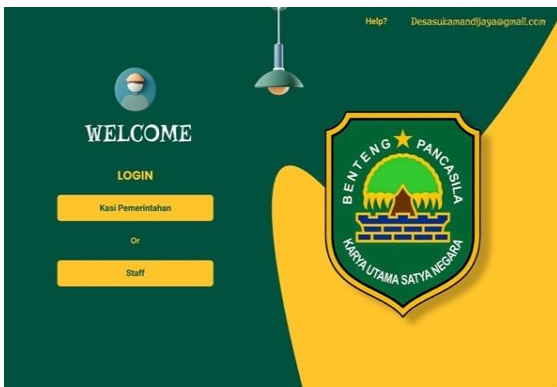 Help? Desasukamandijaya@gmail.com
WELCOME
LOGIN
Kasi Pemerintahan
Or
Staff
BENTENG PANCASILA
KARYA UTAMA SATYA NEGARA